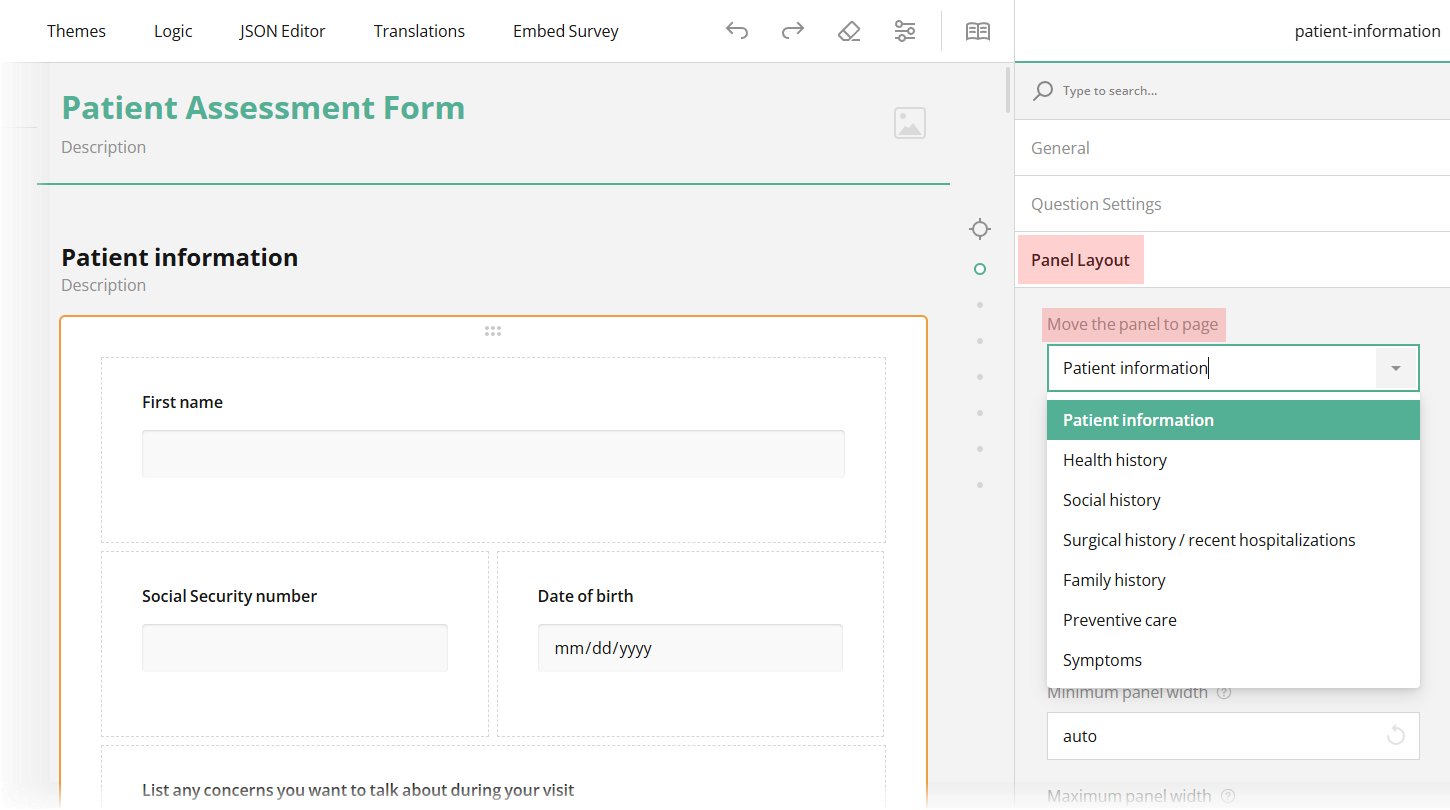 Themes Logic JSON Editor Translations Embed Survey
patient-information
Patient Assessment Form
Description
Patient information
Description
First name
Social Security number
Date of birth
mm/dd/yyyy
List any concerns you want to talk about during your visit
Type to search...
General
Question Settings
Panel Layout
Move the panel to page
Patient information
Patient information
Health history
Social history
Surgical history / recent hospitalizations
Family history
Preventive care
Symptoms
Minimum panel width ?
auto
Maximum panel width ?